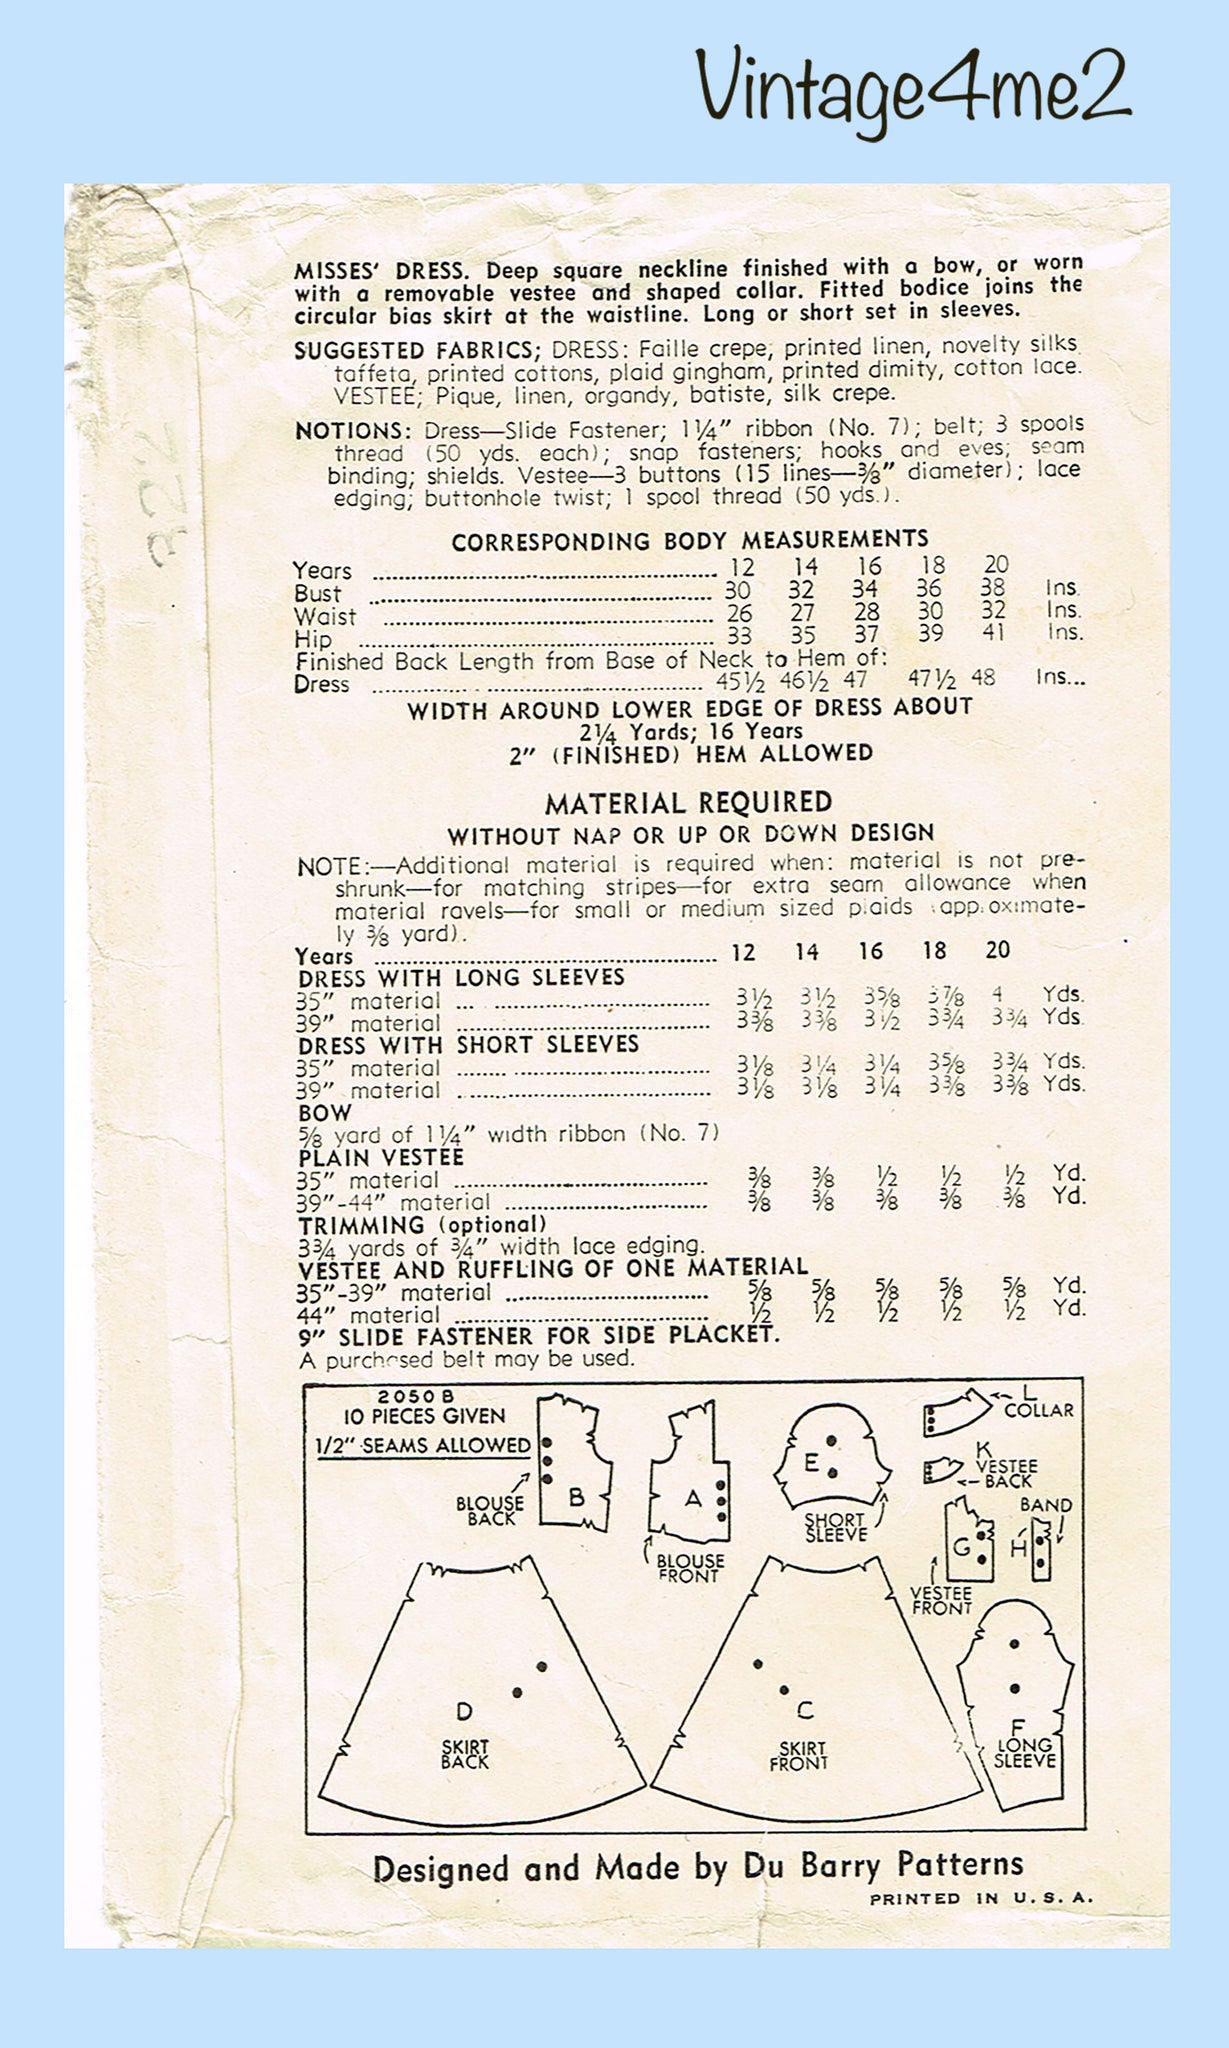 Vintage4me2
MISSES' DRESS. Deep square neckline finished with a bow, or worn
with a removable vestee and shaped collar. Fitted bodice joins the
circular bias skirt at the waistline. Long or short set in sleeves.
SUGGESTED FABRICS; DRESS: Faille crepe, printed linen, novelty silks
taffeta, printed cottons, plaid gingham, printed dimity, cotton lace.
VESTEE; Pique, linen, organdy, batiste, silk crepe.
NOTIONS: Dress—Slide Fastener; 1¼" ribbon (No. 7); belt; 3 spools
thread (50 yds. each); snap fasteners; hooks and eyes; seam
binding; shields. Vestee—3 buttons (15 lines—⅜" diameter); lace
edging; buttonhole twist; 1 spool thread (50 yds.).
CORRESPONDING BODY MEASUREMENTS
Years 12 14 16 18 20
Bust 30 32 34 36 38 Ins.
Waist 26 27 28 30 32 Ins.
Hip 33 35 37 39 41 Ins.
Finished Back Length from Base of Neck to Hem of:
Dress 45½ 46½ 47 47½ 48 Ins...
WIDTH AROUND LOWER EDGE OF DRESS ABOUT
2¼ Yards; 16 Years
2" (FINISHED) HEM ALLOWED
MATERIAL REQUIRED
WITHOUT NAP OR UP OR DOWN DESIGN
NOTE:—Additional material is required when: material is not pre-
shrunk—for matching stripes—for extra seam allowance when
material ravels—for small or medium sized plaids (approximate-
ly ⅜ yard).
Years 12 14 16 18 20
DRESS WITH LONG SLEEVES
35" material 3½ 3½ 3⅝ 3⅞ 4 Yds.
39" material 3⅜ 3⅜ 3½ 3¾ 3¾ Yds.
DRESS WITH SHORT SLEEVES
35" material 3⅛ 3¼ 3¼ 3⅝ 3¾ Yds.
39" material 3⅛ 3⅛ 3¼ 3⅜ 3⅜ Yds.
BOW
⅝ yard of 1¼" width ribbon (No. 7)
PLAIN VESTEE
35" material ⅜ ⅜ ½ ½ ½ Yd.
39"-44" material ⅜ ⅜ ⅜ ⅜ ⅜ Yd.
TRIMMING (optional)
3¾ yards of ¾" width lace edging.
VESTEE AND RUFFLING OF ONE MATERIAL
35"-39" material ⅝ ⅝ ⅝ ⅝ ⅝ Yd.
44" material ½ ½ ½ ½ ½ Yd.
9" SLIDE FASTENER FOR SIDE PLACKET.
A purchased belt may be used.
2050B
10 PIECES GIVEN
1/2" SEAMS ALLOWED
B
BLOUSE
BACK
A
BLOUSE
FRONT
E
SHORT
SLEEVE
L
COLLAR
K
VESTEE
BACK
BAND
G
H
VESTEE
FRONT
D
SKIRT
BACK
C
SKIRT
FRONT
F
LONG
SLEEVE
Designed and Made by Du Barry Patterns
PRINTED IN U. S. A.